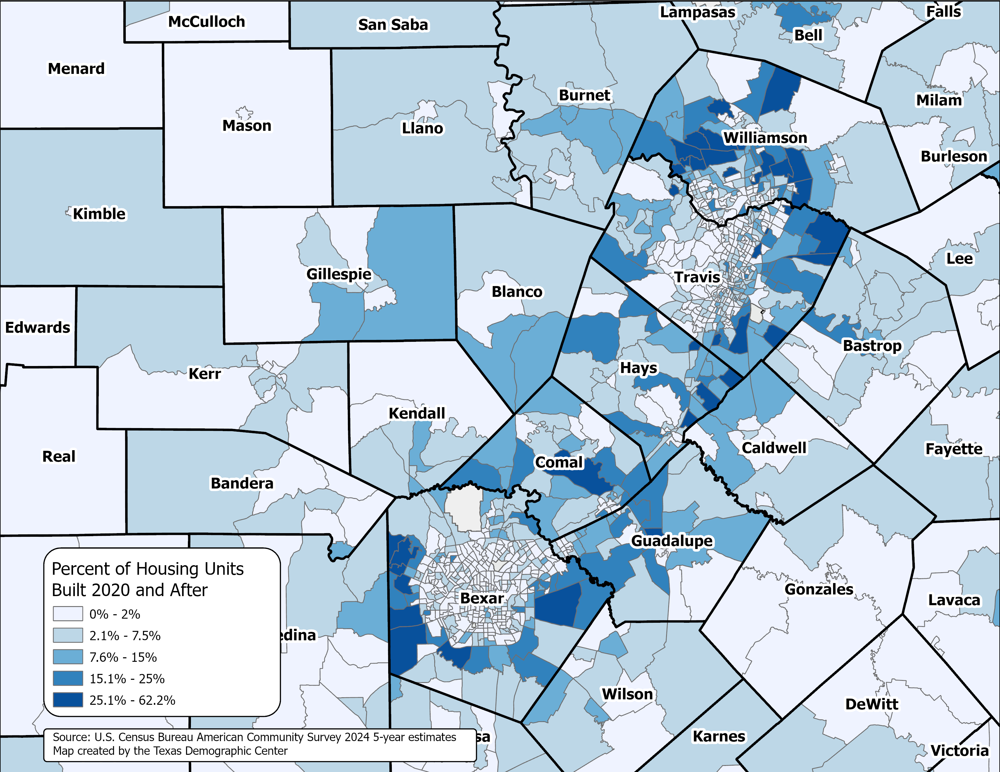 McCulloch
San Saba
Lampasas
Falls
Bell
Menard
Burnet
Milam
Mason
Llano
Williamson
Burleson
Kimble
Lee
Gillespie
Travis
Blanco
Edwards
Bastrop
Kerr
Hays
Kendall
Caldwell
Fayette
Real
Comal
Bandera
Guadalupe
Gonzales
Lavaca
Bexar
edina
Wilson
DeWitt
Karnes
sa
Victoria
Percent of Housing Units
Built 2020 and After
0% - 2%
2.1% - 7.5%
7.6% - 15%
15.1% - 25%
25.1% - 62.2%
Source: U.S. Census Bureau American Community Survey 2024 5-year estimates
Map created by the Texas Demographic Center